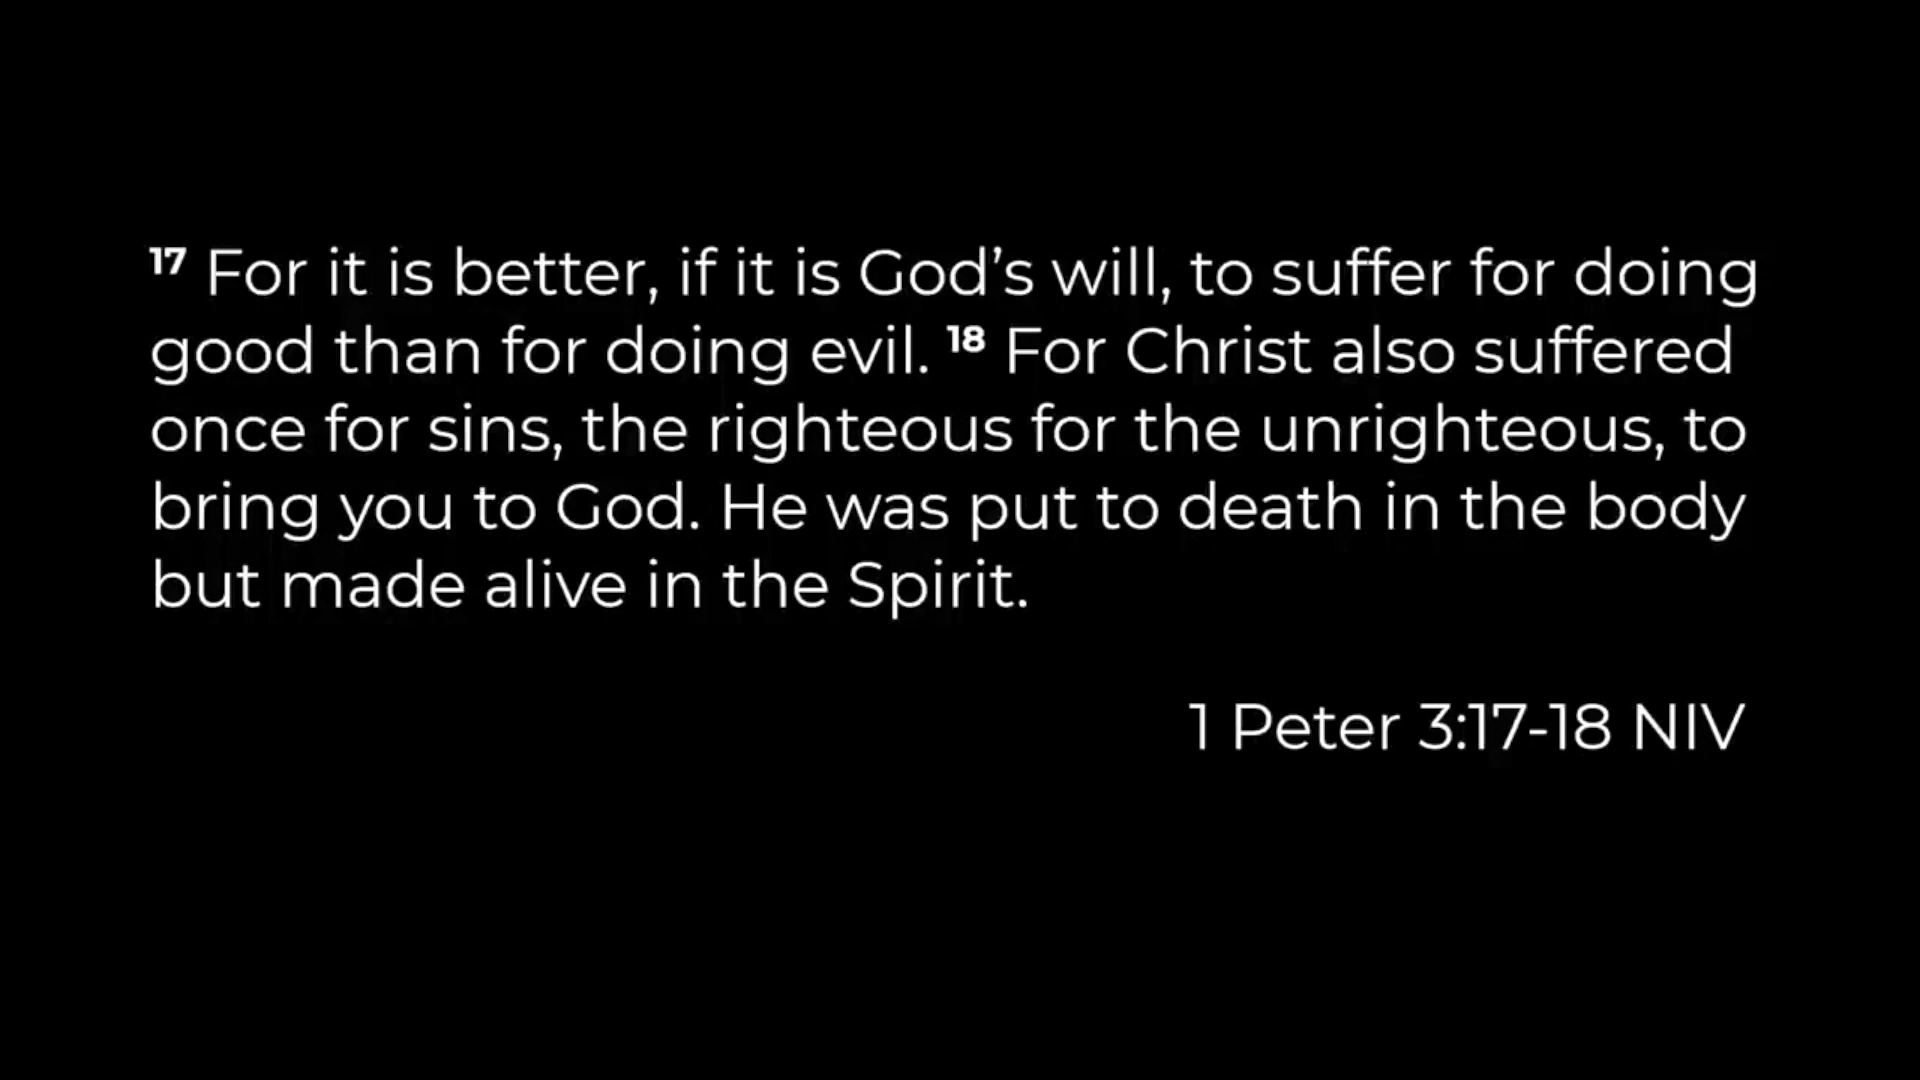 17 For it is better, if it is God’s will, to suffer for doing
good than for doing evil. 18 For Christ also suffered
once for sins, the righteous for the unrighteous, to
bring you to God. He was put to death in the body
but made alive in the Spirit.
1 Peter 3:17-18 NIV